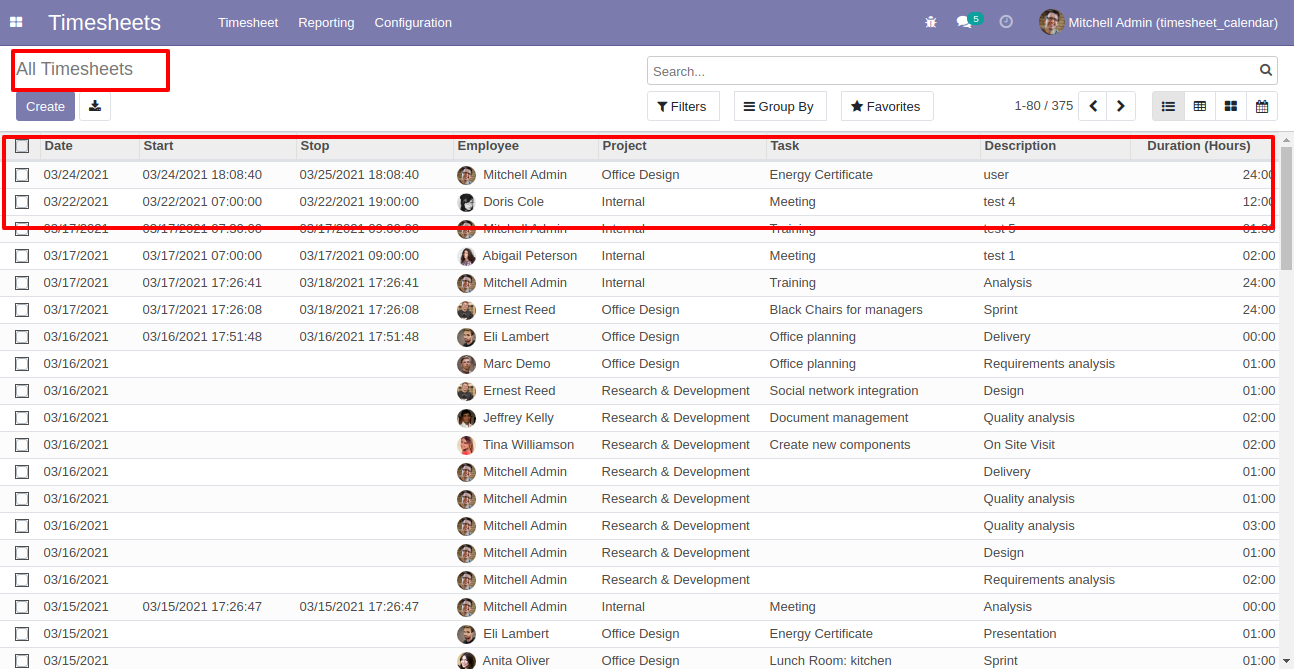 Timesheets Timesheet Reporting Configuration 5 Mitchell Admin (timesheet_calendar)
All Timesheets Search...
Create Filters Group By Favorites 1-80 / 375
Date Start Stop Employee Project Task Description Duration (Hours)
03/24/2021 03/24/2021 18:08:40 03/25/2021 18:08:40 Mitchell Admin Office Design Energy Certificate user 24:00
03/22/2021 03/22/2021 07:00:00 03/22/2021 19:00:00 Doris Cole Internal Meeting test 4 12:00
03/17/2021 03/17/2021 07:30:00 03/17/2021 09:00:00 Mitchell Admin Internal Training test 5 01:30
03/17/2021 03/17/2021 07:00:00 03/17/2021 09:00:00 Abigail Peterson Internal Meeting test 1 02:00
03/17/2021 03/17/2021 17:26:41 03/18/2021 17:26:41 Mitchell Admin Internal Training Analysis 24:00
03/17/2021 03/17/2021 17:26:08 03/18/2021 17:26:08 Ernest Reed Office Design Black Chairs for managers Sprint 24:00
03/16/2021 03/16/2021 17:51:48 03/16/2021 17:51:48 Eli Lambert Office Design Office planning Delivery 00:00
03/16/2021 Marc Demo Office Design Office planning Requirements analysis 01:00
03/16/2021 Ernest Reed Research & Development Social network integration Design 01:00
03/16/2021 Jeffrey Kelly Research & Development Document management Quality analysis 02:00
03/16/2021 Tina Williamson Research & Development Create new components On Site Visit 02:00
03/16/2021 Mitchell Admin Research & Development Delivery 01:00
03/16/2021 Mitchell Admin Research & Development Quality analysis 01:00
03/16/2021 Mitchell Admin Research & Development Quality analysis 03:00
03/16/2021 Mitchell Admin Research & Development Design 01:00
03/16/2021 Mitchell Admin Research & Development Requirements analysis 02:00
03/15/2021 03/15/2021 17:26:47 03/15/2021 17:26:47 Mitchell Admin Internal Meeting Analysis 00:00
03/15/2021 Eli Lambert Office Design Energy Certificate Presentation 01:00
03/15/2021 Anita Oliver Office Design Lunch Room: kitchen Sprint 01:00